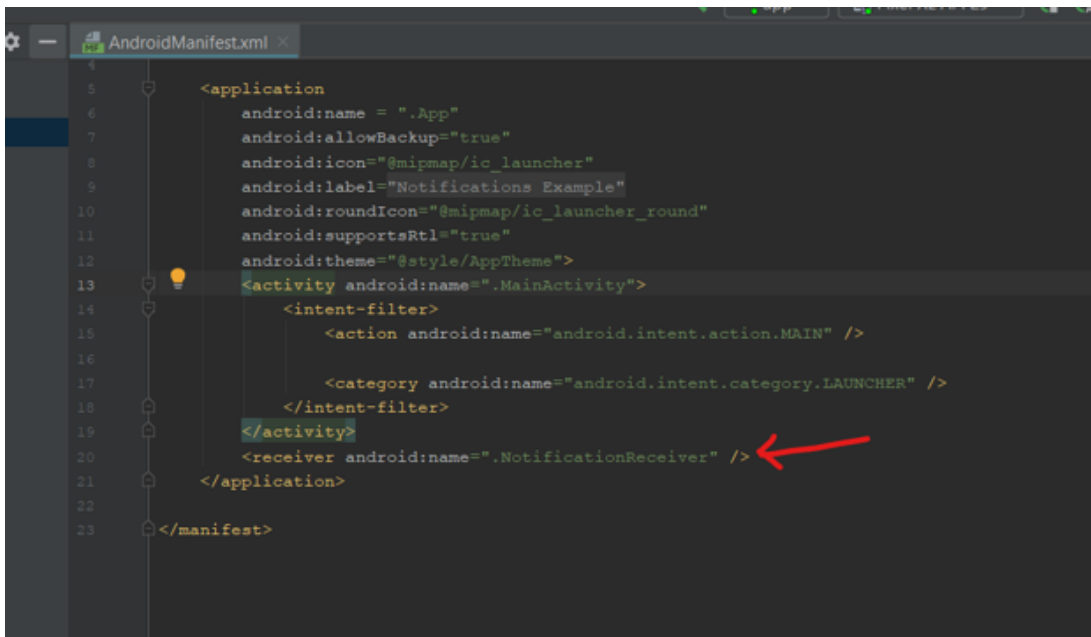 AndroidManifest.xml
4
5 <application
6 android:name = ".App"
7 android:allowBackup="true"
8 android:icon="@mipmap/ic_launcher"
9 android:label="Notifications Example"
10 android:roundIcon="@mipmap/ic_launcher_round"
11 android:supportsRtl="true"
12 android:theme="@style/AppTheme">
13 <activity android:name=".MainActivity">
14 <intent-filter>
15 <action android:name="android.intent.action.MAIN" />
16
17 <category android:name="android.intent.category.LAUNCHER" />
18 </intent-filter>
19 </activity>
20 <receiver android:name=".NotificationReceiver" />
21 </application>
22
23 </manifest>